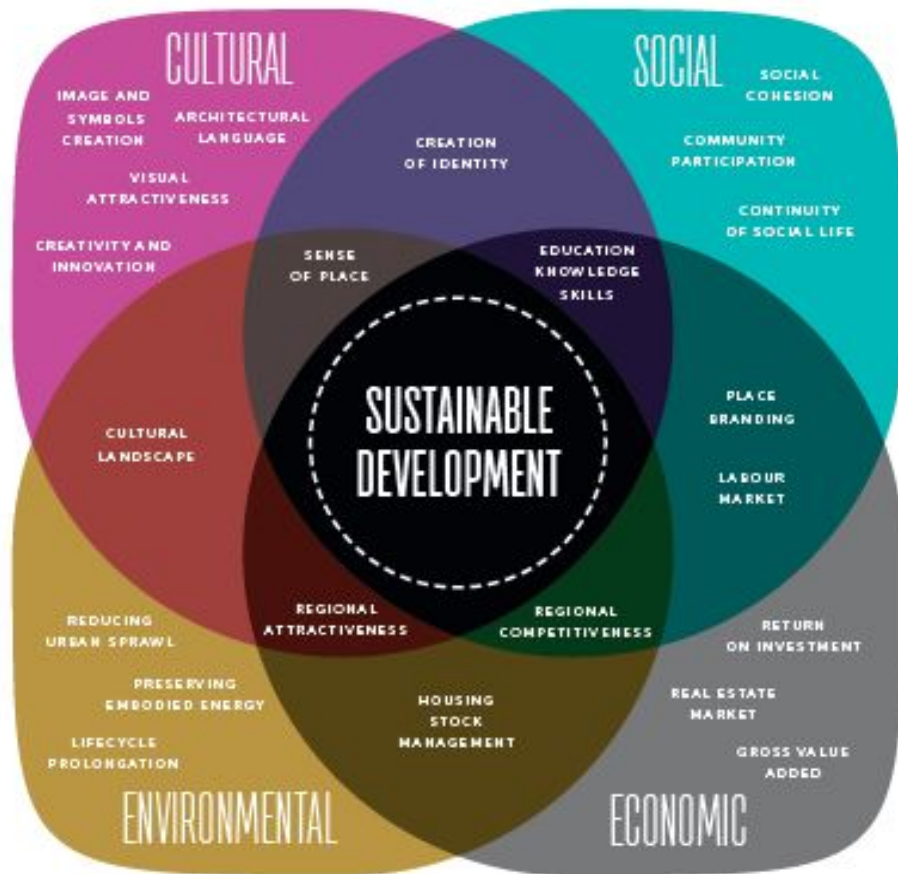 CULTURAL
IMAGE AND
SYMBOLS
CREATION
ARCHITECTURAL
LANGUAGE
VISUAL
ATTRACTIVENESS
CREATIVITY AND
INNOVATION
CREATION
OF IDENTITY
SOCIAL
SOCIAL
COHESION
COMMUNITY
PARTICIPATION
CONTINUITY
OF SOCIAL LIFE
SENSE
OF PLACE
EDUCATION
KNOWLEDGE
SKILLS
CULTURAL
LANDSCAPE
SUSTAINABLE
DEVELOPMENT
PLACE
BRANDING
LABOUR
MARKET
REGIONAL
ATTRACTIVENESS
REGIONAL
COMPETITIVENESS
REDUCING
URBAN SPRAWL
PRESERVING
EMBODIED ENERGY
LIFECYCLE
PROLONGATION
ENVIRONMENTAL
HOUSING
STOCK
MANAGEMENT
RETURN
ON INVESTMENT
REAL ESTATE
MARKET
GROSS VALUE
ADDED
ECONOMIC